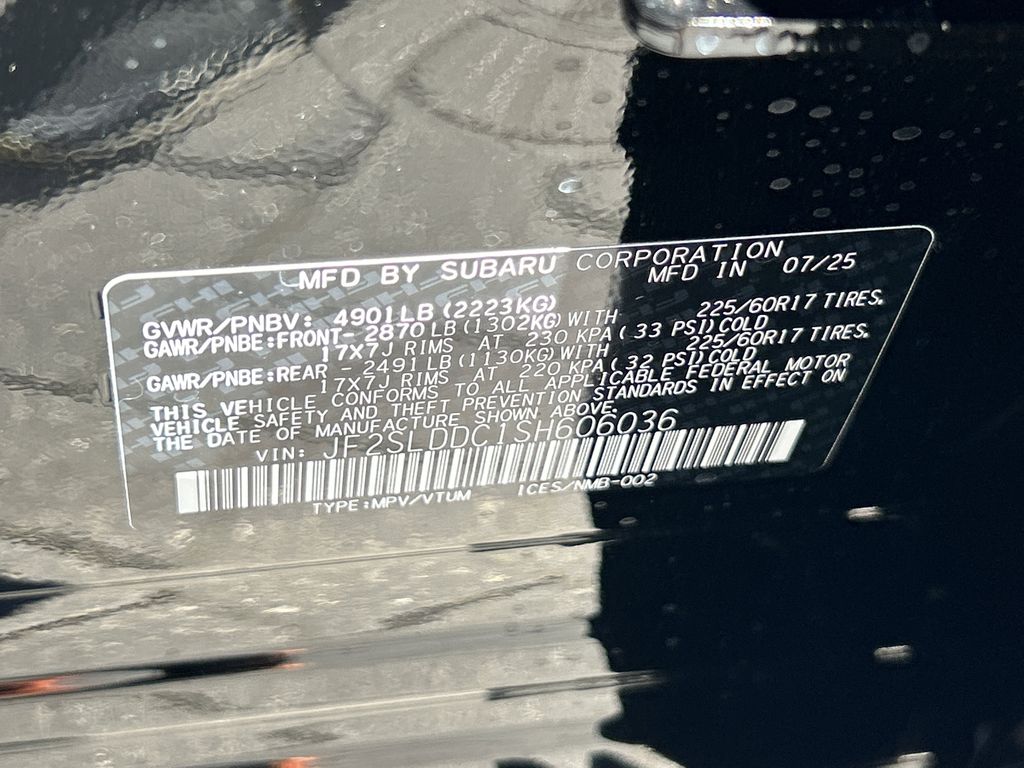 MFD BY SUBARU CORPORATION
MFD IN 07/25
GVWR/PNBV: 4901LB(2223KG)
GAWR/PNBE:FRONT- 2870LB(1302KG)WITH 225/60R17 TIRES.
17X7J RIMS AT 230 KPA(33 PSI)COLD
GAWR/PNBE:REAR - 2491LB(1130KG)WITH 225/60R17 TIRES.
17X7J RIMS AT 220 KPA(32 PSI)COLD
THIS VEHICLE CONFORMS TO ALL APPLICABLE FEDERAL MOTOR
VEHICLE SAFETY AND THEFT PREVENTION STANDARDS IN EFFECT ON
THE DATE OF MANUFACTURE SHOWN ABOVE.
VIN: JF2SLDDC1SH606036
TYPE:MPV/VTUM ICES/NMB-002